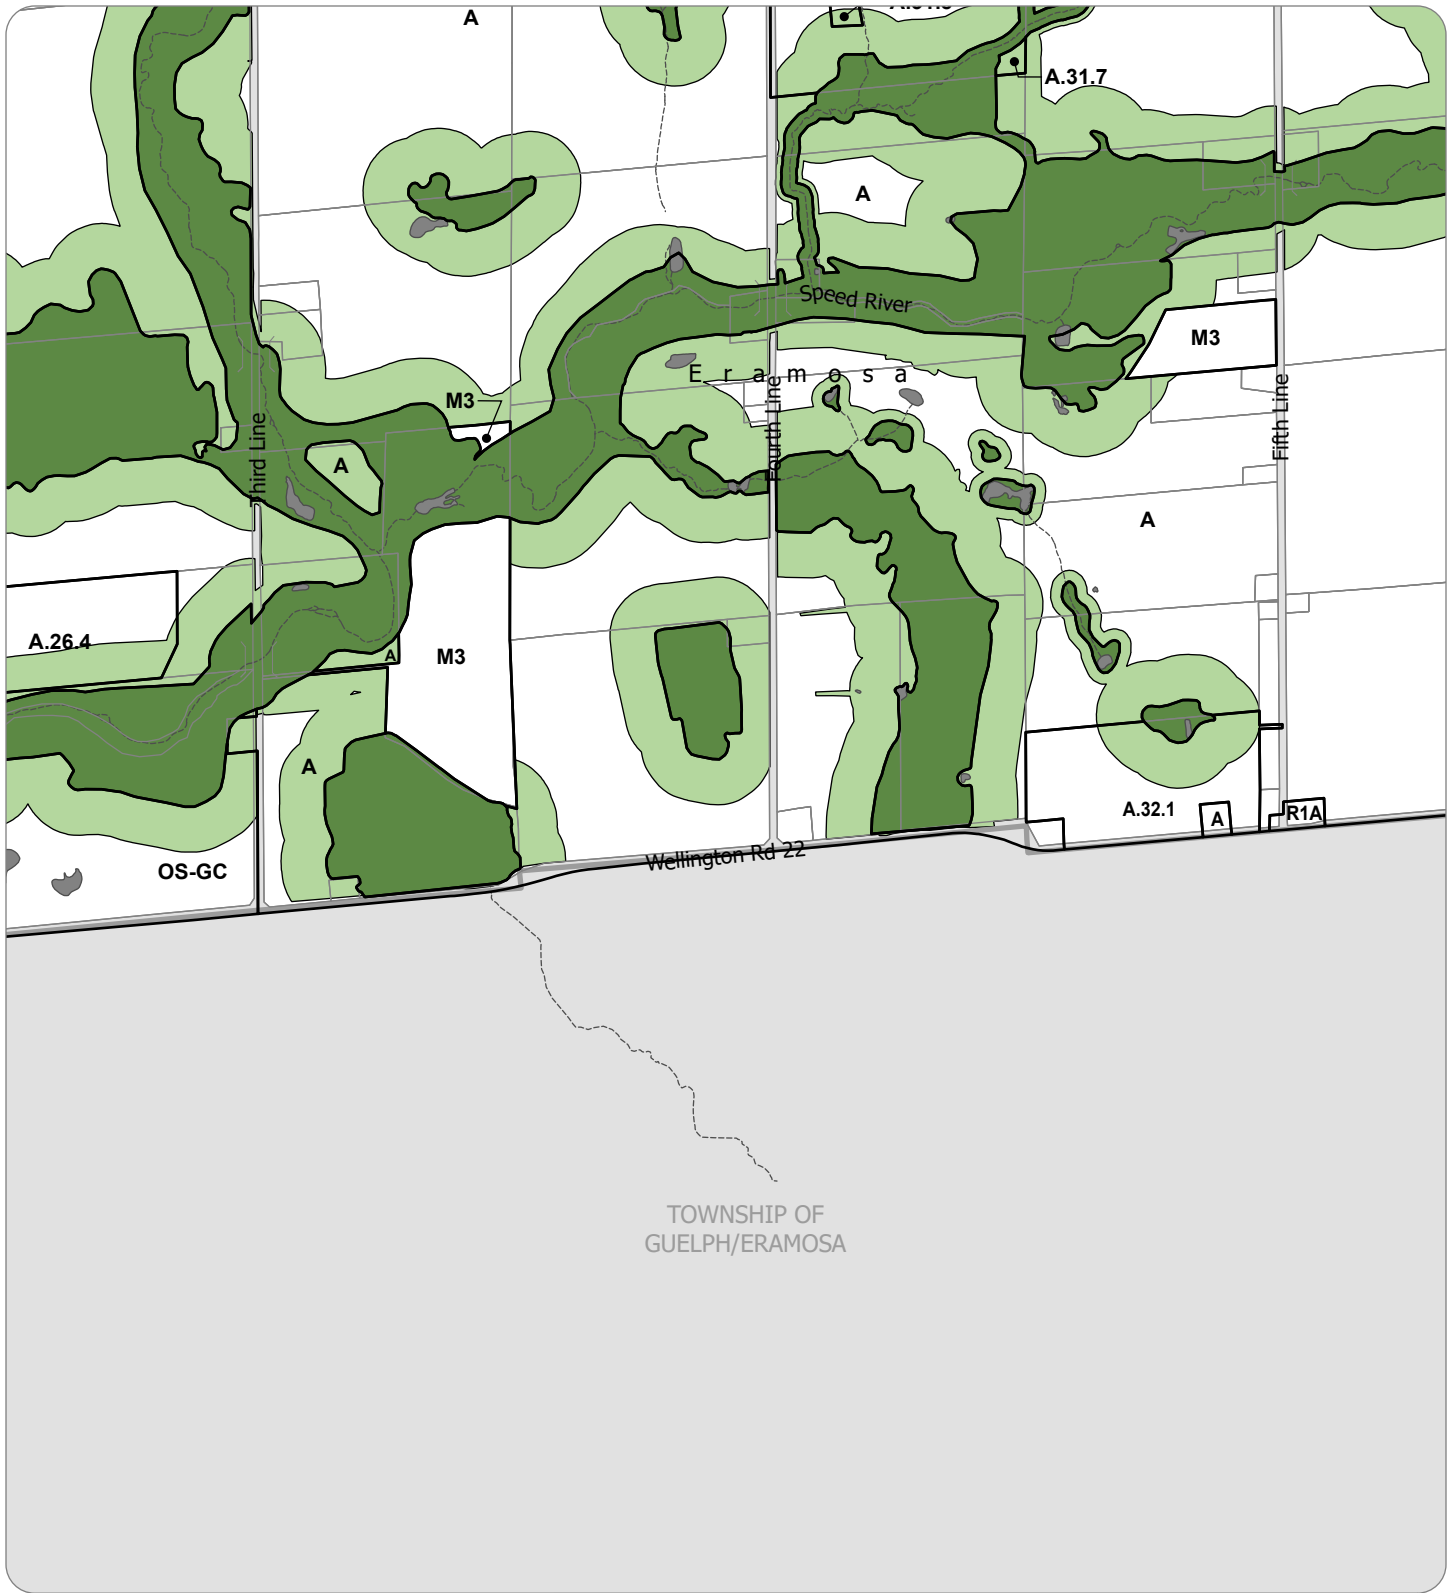 A
A.31.7
A
Speed River
M3
Eramosa
M3
Third Line
Fourth Line
Fifth Line
A
A
A.26.4
A
M3
A
A.32.1
A
R1A
OS-GC
Wellington Rd 22
TOWNSHIP OF
GUELPH/ERAMOSA